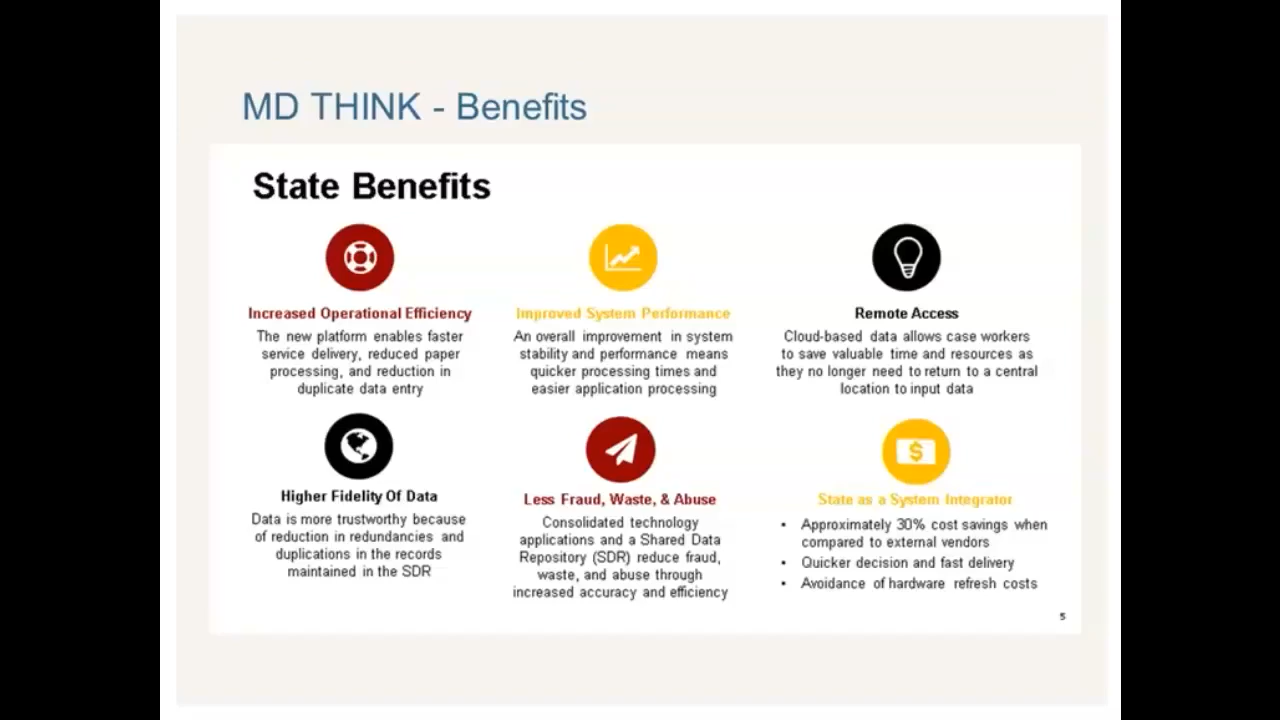 MD THINK - Benefits
State Benefits
Increased Operational Efficiency
The new platform enables faster
service delivery, reduced paper
processing, and reduction in
duplicate data entry
Improved System Performance
An overall improvement in system
stability and performance means
quicker processing times and
easier application processing
Remote Access
Cloud-based data allows case workers
to save valuable time and resources as
they no longer need to return to a central
location to input data
Higher Fidelity Of Data
Data is more trustworthy because
of reduction in redundancies and
duplications in the records
maintained in the SDR
Less Fraud, Waste, & Abuse
Consolidated technology
applications and a Shared Data
Repository (SDR) reduce fraud,
waste, and abuse through
increased accuracy and efficiency
$
State as a System Integrator
• Approximately 30% cost savings when
compared to external vendors
• Quicker decision and fast delivery
• Avoidance of hardware refresh costs
5